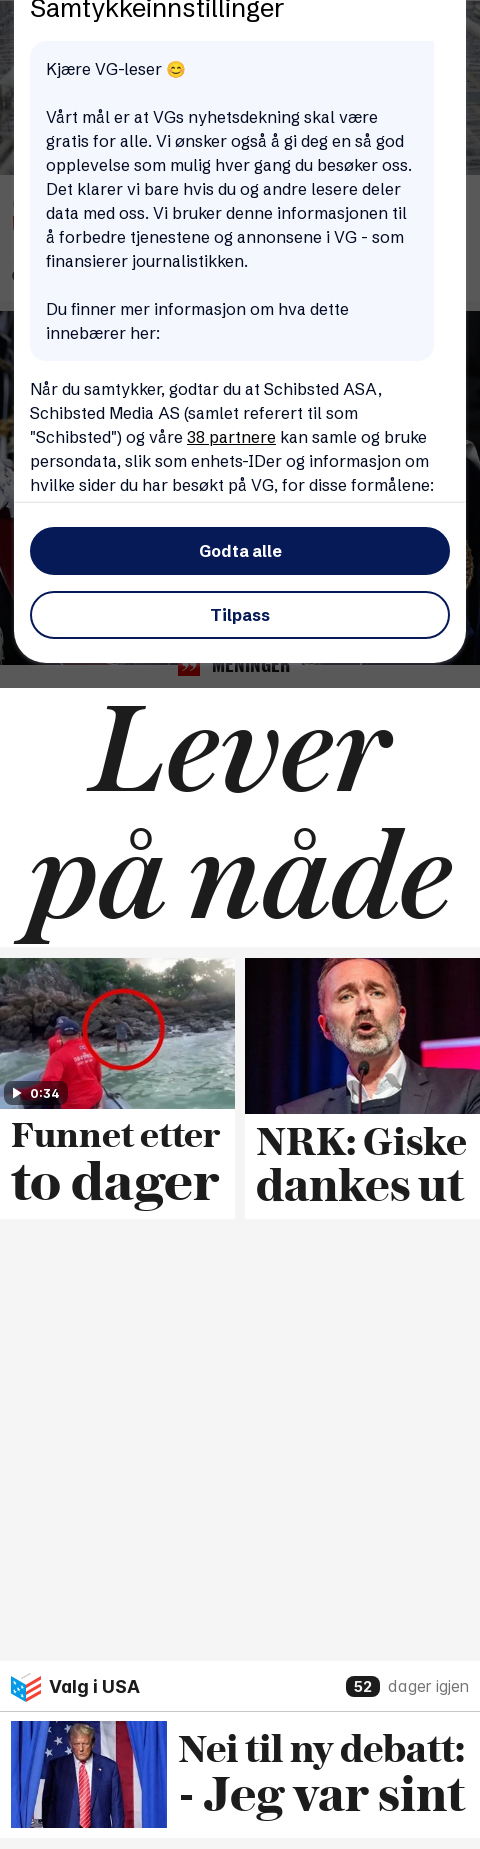 Samtykkeinnstillinger
Kjære VG-leser 😊
Vårt mål er at VGs nyhetsdekning skal være
gratis for alle. Vi ønsker også å gi deg en så god
opplevelse som mulig hver gang du besøker oss.
Det klarer vi bare hvis du og andre lesere deler
data med oss. Vi bruker denne informasjonen til
å forbedre tjenestene og annonsene i VG - som
finansierer journalistikken.
Du finner mer informasjon om hva dette
innebærer her:
Når du samtykker, godtar du at Schibsted ASA,
Schibsted Media AS (samlet referert til som
"Schibsted") og våre 38 partnere kan samle og bruke
persondata, slik som enhets-IDer og informasjon om
hvilke sider du har besøkt på VG, for disse formålene:
Godta alle
Tilpass
MENINGER
Lever
på nåde
0:34
Funnet etter
to dager
NRK: Giske
dankes ut
Valg i USA
52 dager igjen
Nei til ny debatt:
- Jeg var sint